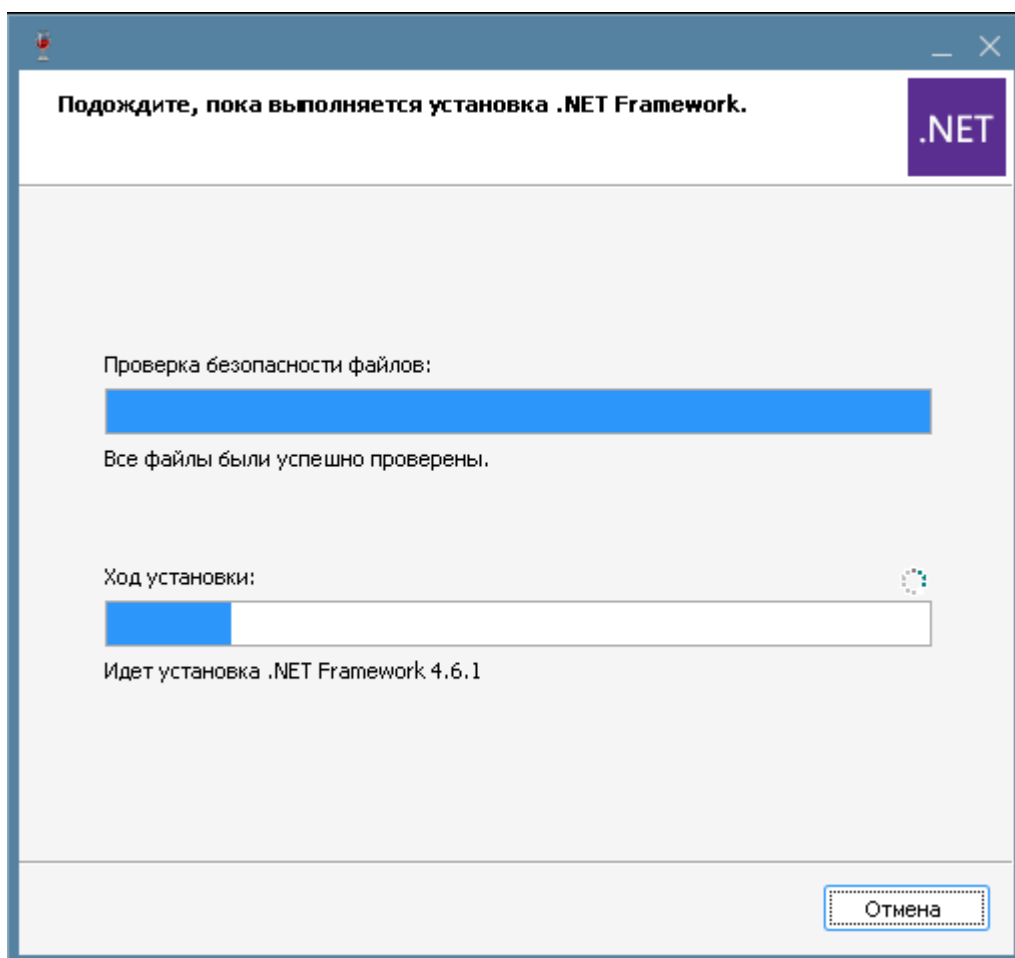 Подождите, пока выполняется установка .NET Framework.
.NET
Проверка безопасности файлов:
Все файлы были успешно проверены.
Ход установки:
Идет установка .NET Framework 4.6.1
Отмена